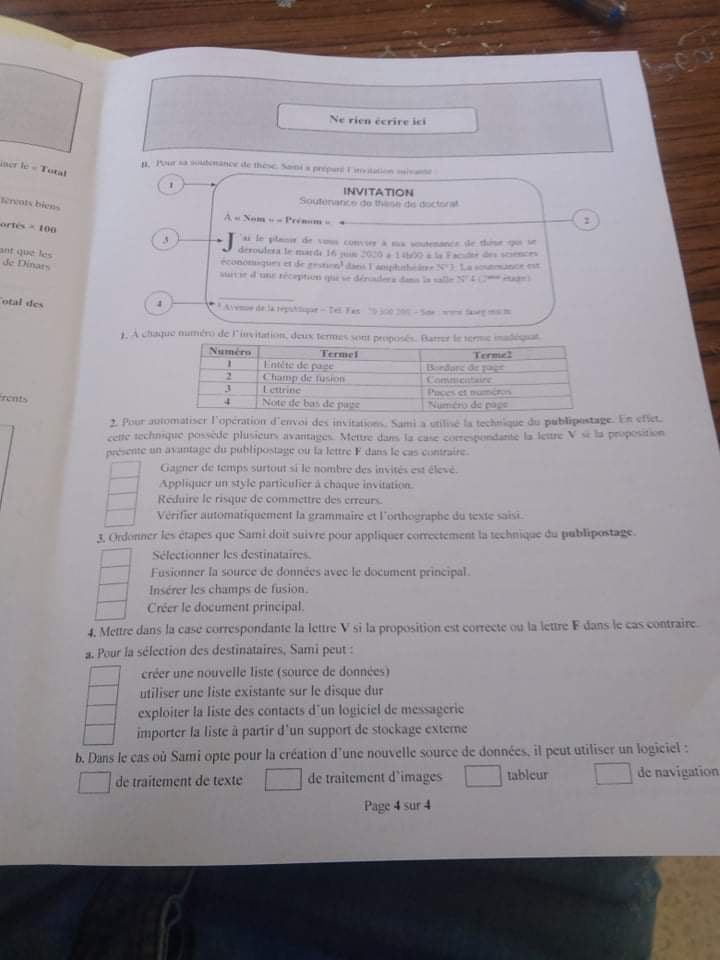 iner le « Total
férents biens
ortés × 100
ant que les
de Dinars
Total des
érents
Ne rien écrire ici
II. Pour sa soutenance de thèse, Sami a préparé l'invitation suivante :
1
INVITATION
Soutenance de thèse de doctorat
À « Nom » « Prénom »
2
3
J'ai le plaisir de vous convier à ma soutenance de thèse qui se
déroulera le mardi 16 juin 2020 à 14h00 à la Faculté des sciences
économiques et de gestion¹ dans l'amphithéâtre N°3. La soutenance est
suivie d'une réception qui se déroulera dans la salle N°4 (2ème étage)
4
¹ Avenue de la république – Tel Fax
1. A chaque numéro de l'invitation, deux termes sont proposés. Barrer le terme inadéquat.
Numéro Terme1 Terme2
1 Entête de page Bordure de page
2 Champ de fusion Commentaire
3 Lettrine Puces et numéros
4 Note de bas de page Numéro de page
2. Pour automatiser l'opération d'envoi des invitations, Sami a utilisé la technique du publipostage. En effet,
cette technique possède plusieurs avantages. Mettre dans la case correspondante la lettre V si la proposition
présente un avantage du publipostage ou la lettre F dans le cas contraire.
Gagner de temps surtout si le nombre des invités est élevé.
Appliquer un style particulier à chaque invitation.
Réduire le risque de commettre des erreurs.
Vérifier automatiquement la grammaire et l'orthographe du texte saisi.
3. Ordonner les étapes que Sami doit suivre pour appliquer correctement la technique du publipostage.
Sélectionner les destinataires.
Fusionner la source de données avec le document principal.
Insérer les champs de fusion.
Créer le document principal.
4. Mettre dans la case correspondante la lettre V si la proposition est correcte ou la lettre F dans le cas contraire.
a. Pour la sélection des destinataires, Sami peut :
créer une nouvelle liste (source de données)
utiliser une liste existante sur le disque dur
exploiter la liste des contacts d'un logiciel de messagerie
importer la liste à partir d'un support de stockage externe
b. Dans le cas où Sami opte pour la création d'une nouvelle source de données, il peut utiliser un logiciel :
de traitement de texte de traitement d'images tableur de navigation
Page 4 sur 4